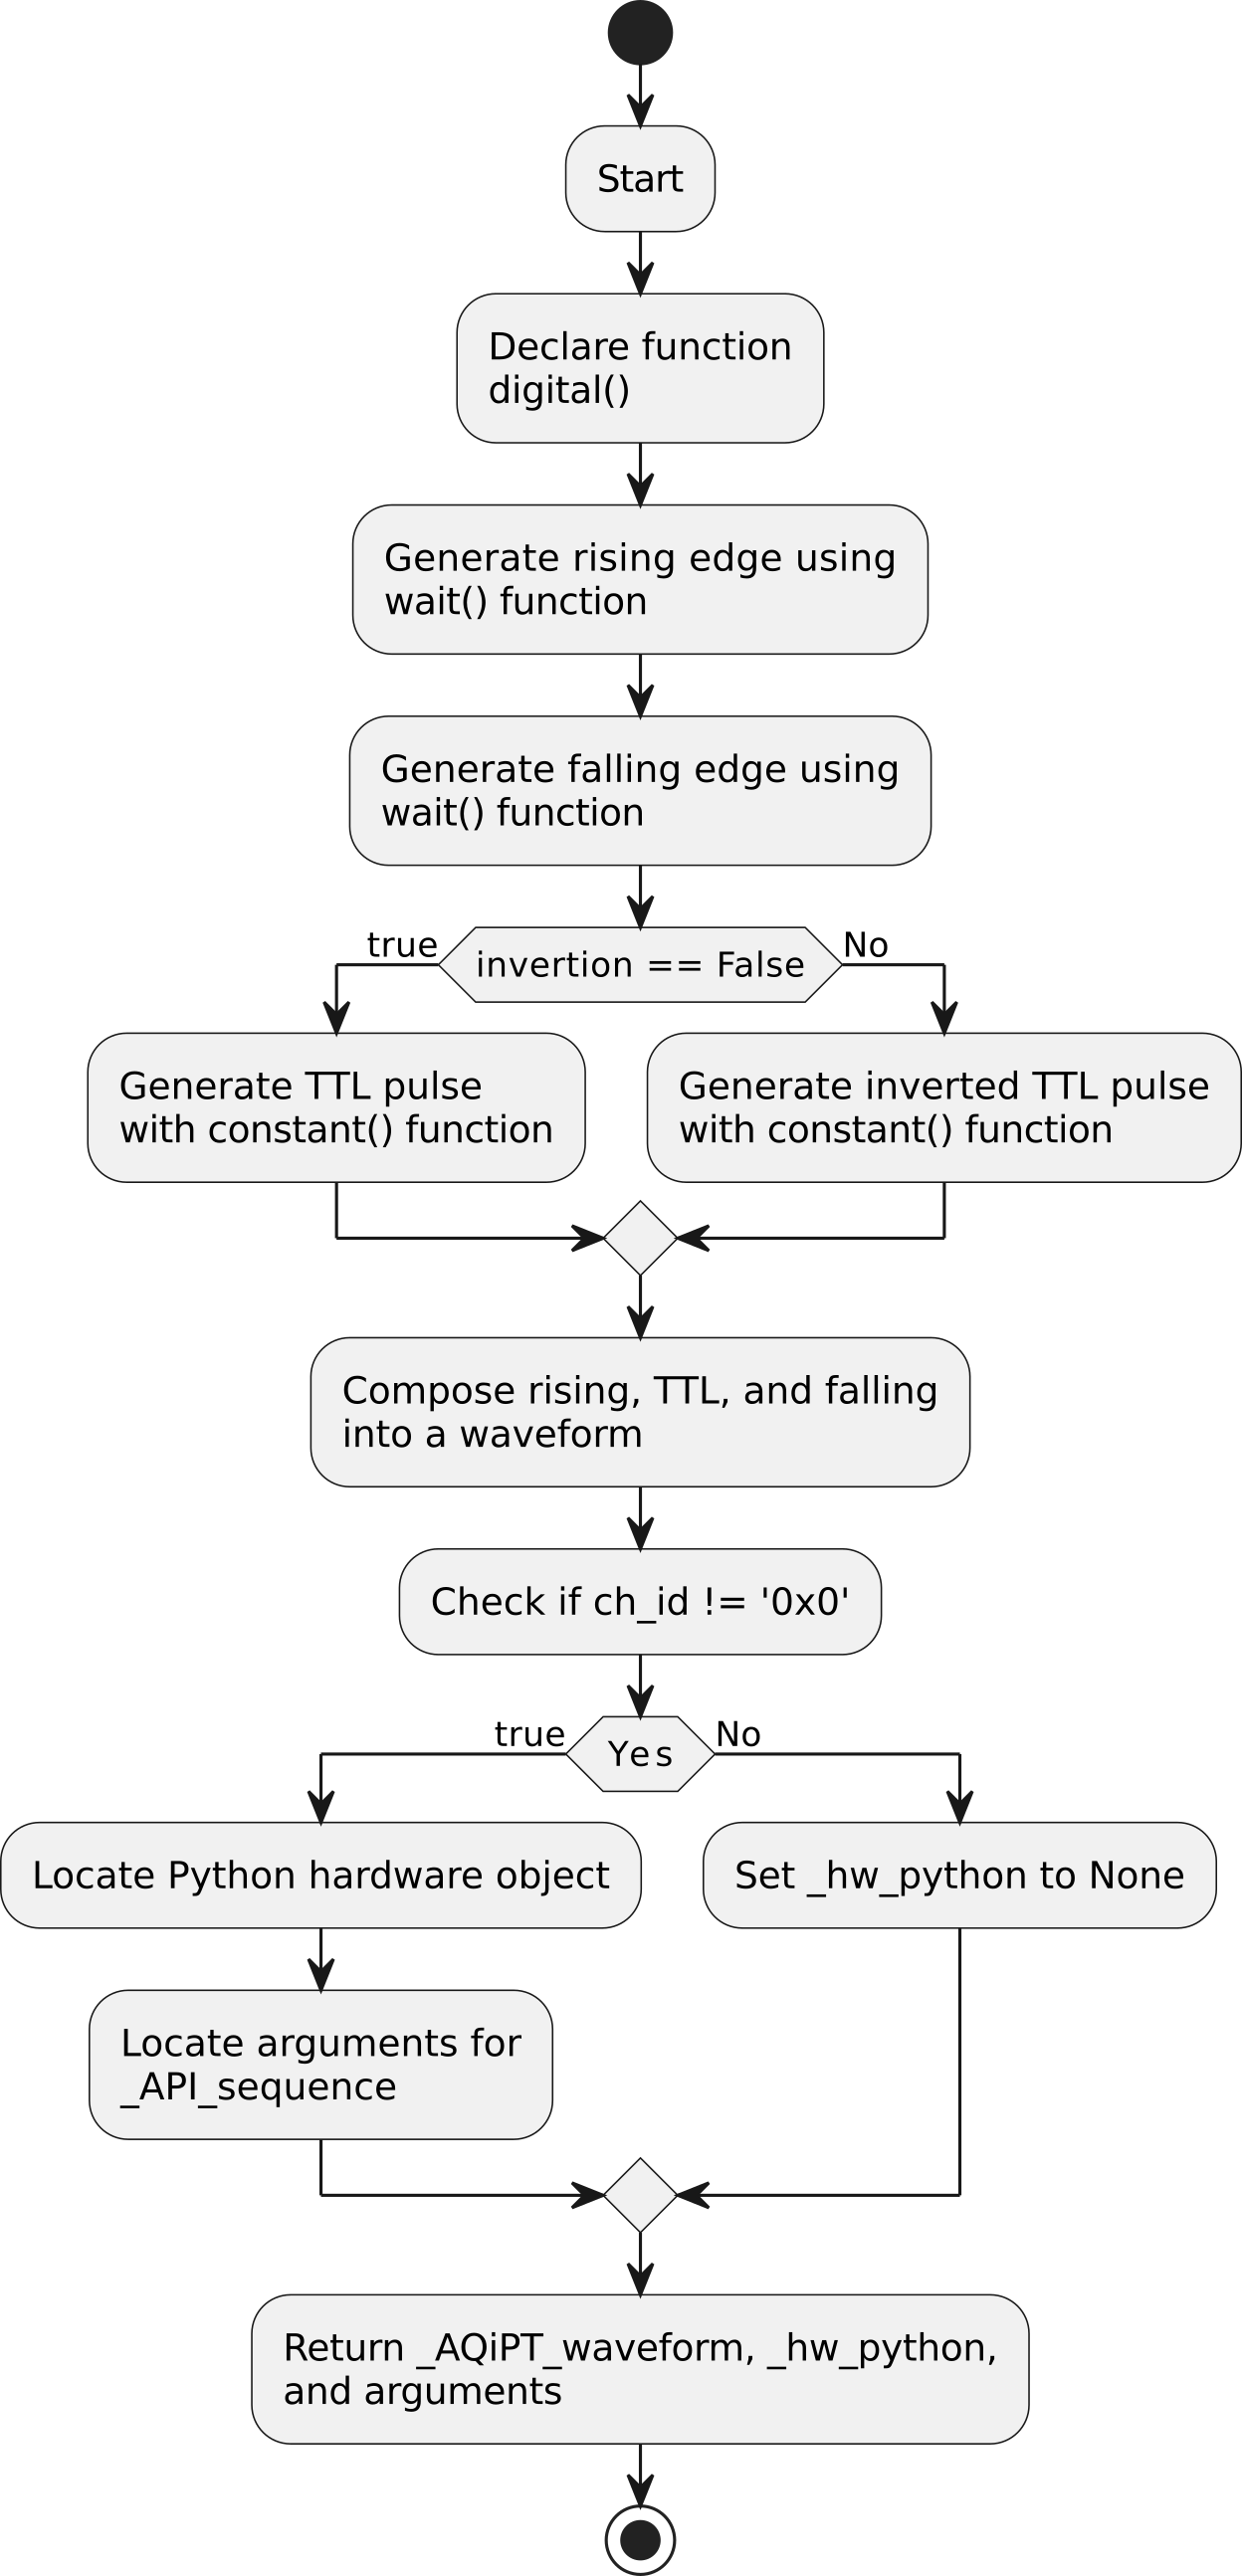 Start
Declare function
digital()
Generate rising edge using
wait() function
Generate falling edge using
wait() function
true
invertion == False
No
Generate TTL pulse
with constant() function
Generate inverted TTL pulse
with constant() function
Compose rising, TTL, and falling
into a waveform
Check if ch_id != '0x0'
true
Yes
No
Locate Python hardware object
Set _hw_python to None
Locate arguments for
_API_sequence
Return _AQiPT_waveform, _hw_python,
and arguments